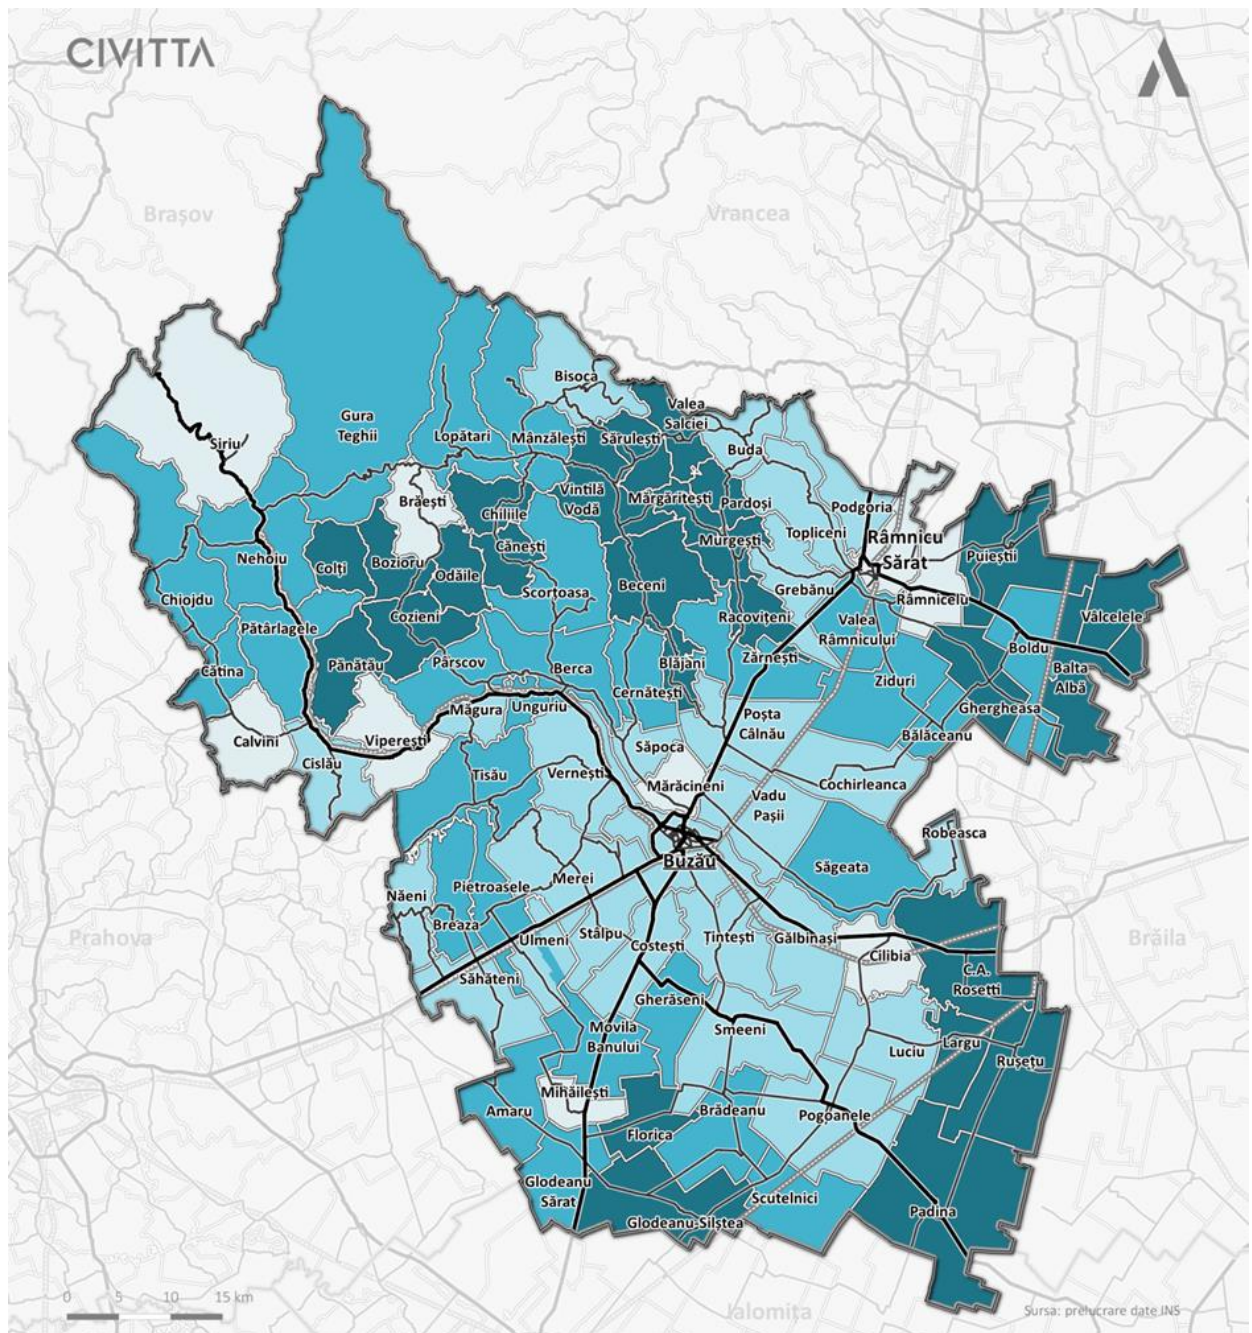 CIVITTA
Brașov
Vrancea
Bisoca
Valea
Salciei
Gura
Teghii
Siriu
Lopătari
Mânzălești
Sărulești
Buda
Brăești
Chiliile
Vintilă
Vodă
Mărgăritești
Pardoși
Podgoria
Topliceni
Râmnicu
Sărat
Puieștii
Murgești
Cănești
Nehoiu
Colți
Bozioru
Odăile
Scorțoasa
Beceni
Grebănu
Râmnicelu
Chiojdu
Cozieni
Racovițeni
Valea
Râmnicului
Vâlcelele
Pătârlagele
Boldu
Cătina
Pănătău
Pârscov
Berca
Blăjani
Zărnești
Ziduri
Balta
Albă
Cernătești
Măgura
Unguriu
Poșta
Câlnău
Ghergheasa
Calvini
Viperești
Bălăceanu
Cislău
Săpoca
Tisău
Vernești
Mărăcineni
Vadu
Pașii
Cochirleanca
Robeasca
Buzău
Săgeata
Merei
Pietroasele
Năeni
Breaza
Ulmeni
Stâlpu
Costești
Țintești
Gălbinași
Prahova
Brăila
Cilibia
Săhăteni
C.A.
Rosetti
Gherăseni
Movila
Banului
Smeeni
Luciu
Largu
Rușețu
Mihăilești
Amaru
Brădeanu
Pogoanele
Florica
Glodeanu
Sărat
Scutelnici
Glodeanu-Silștea
Padina
0 5 10 15 km
Ialomița
Sursa: prelucrare date INS